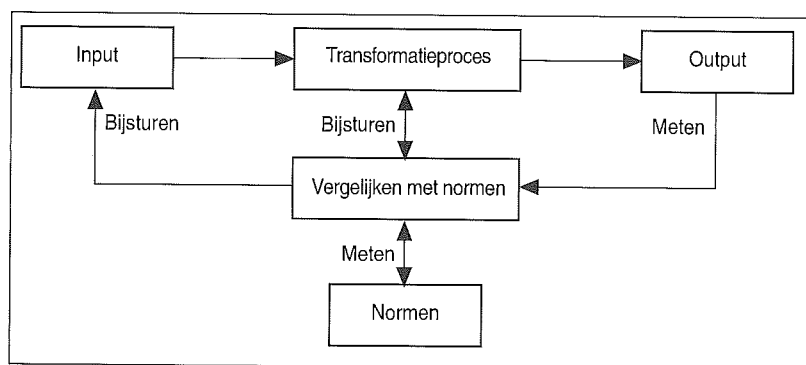 Input
Transformatieproces
Output
Bijsturen
Bijsturen
Meten
Vergelijken met normen
Meten
Normen